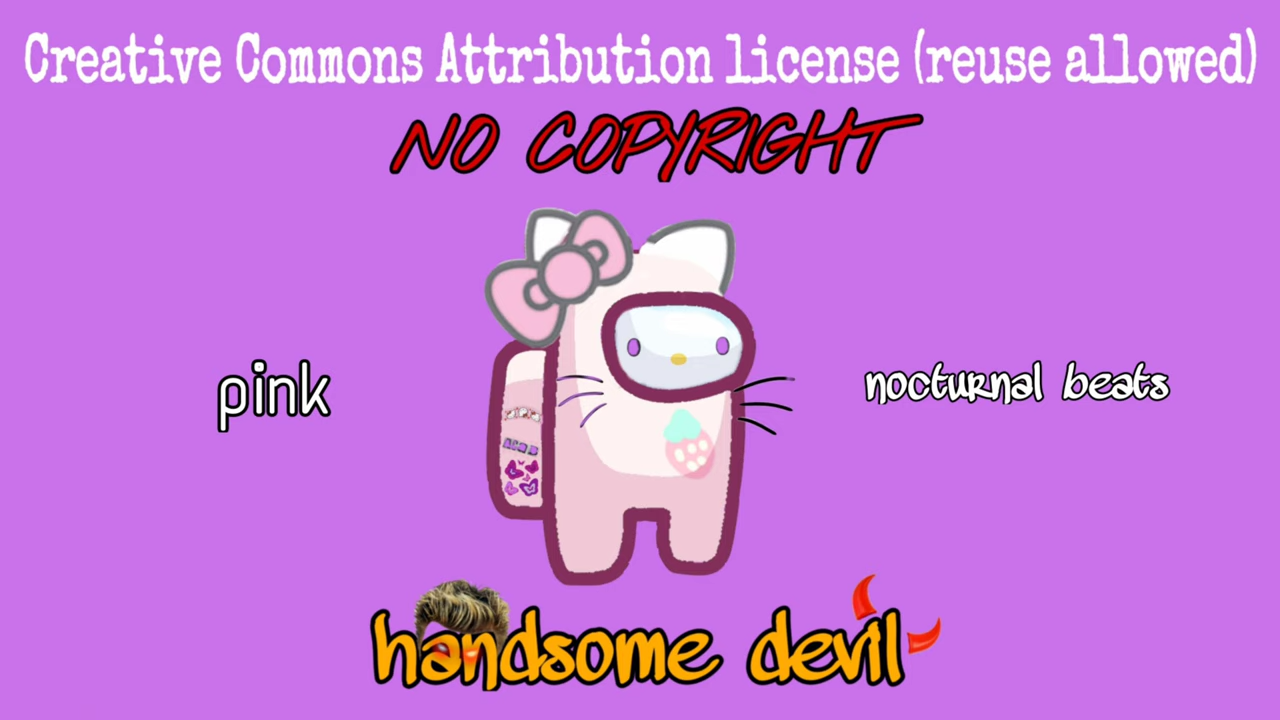 Creative Commons Attribution license (reuse allowed)
NO COPYRIGHT
pink
nocturnal beats
handsome devil